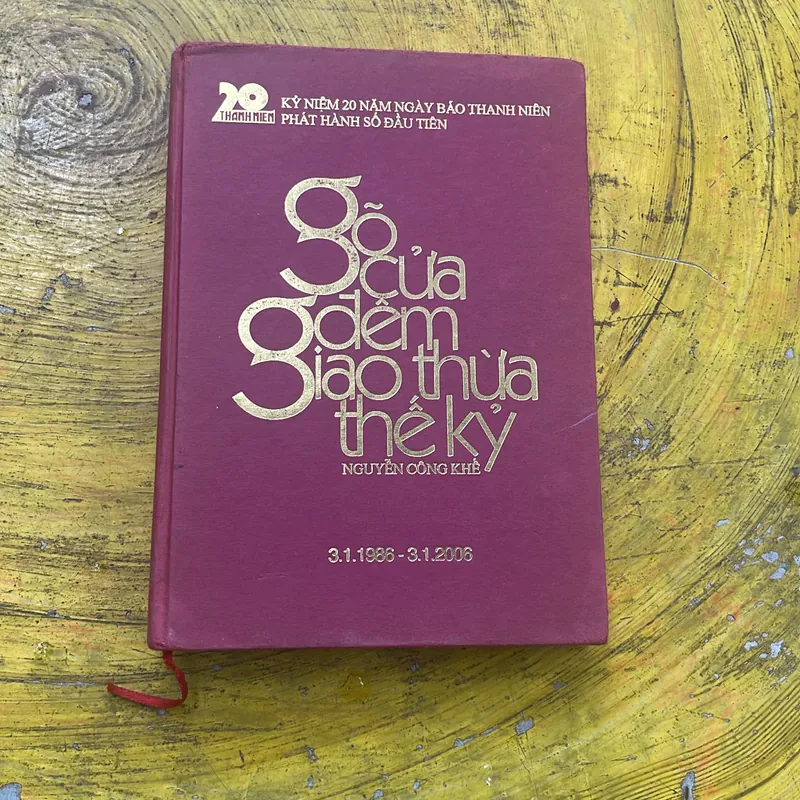 20
THANH NIÊN
KỶ NIỆM 20 NĂM NGÀY BÁO THANH NIÊN
PHÁT HÀNH SỐ ĐẦU TIÊN
gõ
cửa
đêm
giao thừa
thế kỷ
NGUYỄN CÔNG KHẾ
3.1.1986 - 3.1.2006